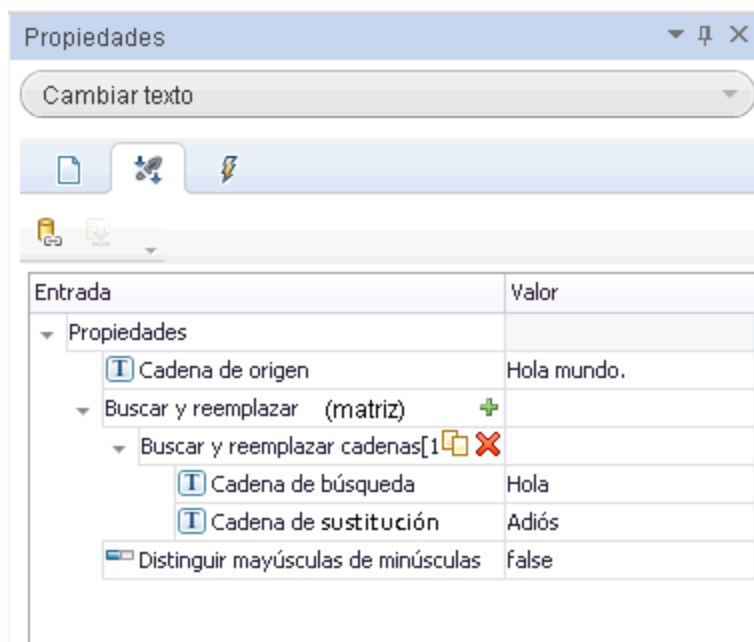 Propiedades
Cambiar texto
Entrada Valor
Propiedades
T Cadena de origen Hola mundo.
Buscar y reemplazar (matriz)
Buscar y reemplazar cadenas[1
T Cadena de búsqueda Hola
T Cadena de sustitución Adiós
Distinguir mayúsculas de minúsculas false